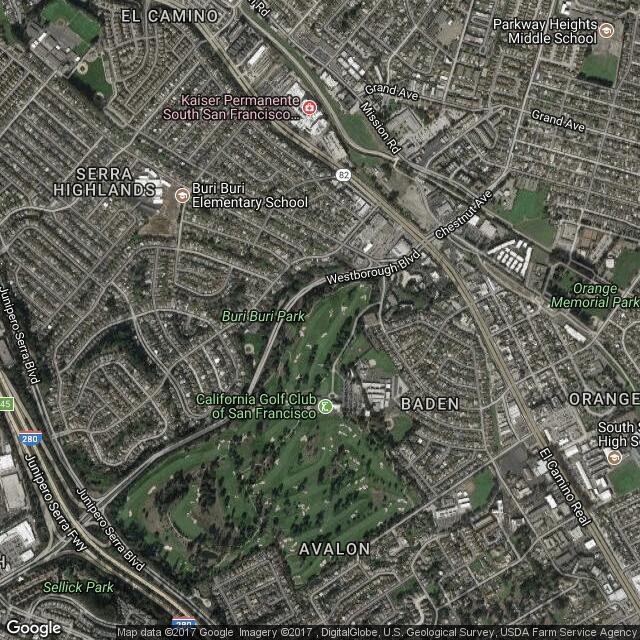 EL CAMINO
Rd
Parkway Heights
Middle School
Grand Ave
Kaiser Permanente
South San Francisco...
Mission Rd
Grand Ave
SERRA
HIGHLANDS
82
Buri Buri
Elementary School
Chestnut Ave
Westborough Blvd
Orange
Memorial Park
Junipero Serra Blvd
Buri Buri Park
California Golf Club
of San Francisco
BADEN
ORANGE
45
280
South S
High S
El Camino Real
Junipero Serra Fwy
Junipero Serra Blvd
AVALON
H
Sellick Park
280
Google
Map data ©2017 Google Imagery ©2017 , DigitalGlobe, U.S. Geological Survey, USDA Farm Service Agency